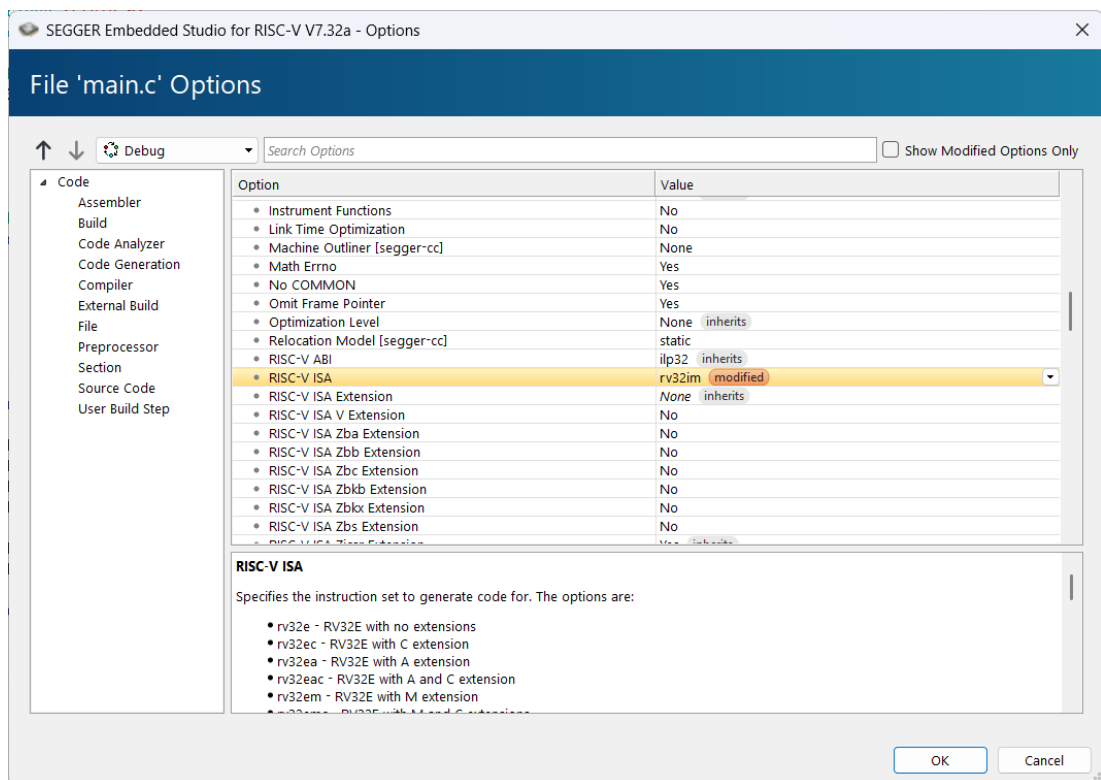 SEGGER Embedded Studio for RISC-V V7.32a - Options
File 'main.c' Options
Debug
Search Options
Show Modified Options Only
Code
Assembler
Build
Code Analyzer
Code Generation
Compiler
External Build
File
Preprocessor
Section
Source Code
User Build Step
Option Value
Instrument Functions No
Link Time Optimization No
Machine Outliner [segger-cc] None
Math Errno Yes
No COMMON Yes
Omit Frame Pointer Yes
Optimization Level None inherits
Relocation Model [segger-cc] static
RISC-V ABI ilp32 inherits
RISC-V ISA rv32im modified
RISC-V ISA Extension None inherits
RISC-V ISA V Extension No
RISC-V ISA Zba Extension No
RISC-V ISA Zbb Extension No
RISC-V ISA Zbc Extension No
RISC-V ISA Zbkb Extension No
RISC-V ISA Zbkx Extension No
RISC-V ISA Zbs Extension No
RISC-V ISA
Specifies the instruction set to generate code for. The options are:
• rv32e - RV32E with no extensions
• rv32ec - RV32E with C extension
• rv32ea - RV32E with A extension
• rv32eac - RV32E with A and C extension
• rv32em - RV32E with M extension
OK Cancel